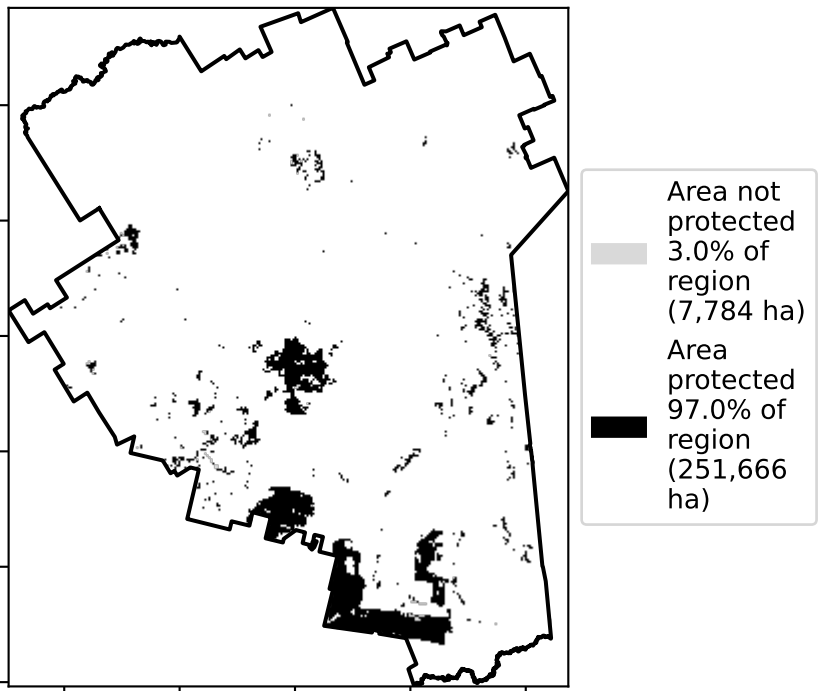 Area not
protected
3.0% of
region
(7,784 ha)
Area
protected
97.0% of
region
(251,666
ha)